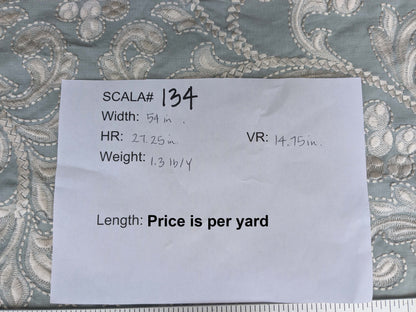 SCALA# 134
Width: 54 in.
HR: 27.25 in. VR: 14.75 in.
Weight: 1.3 lb/y
Length: Price is per yard